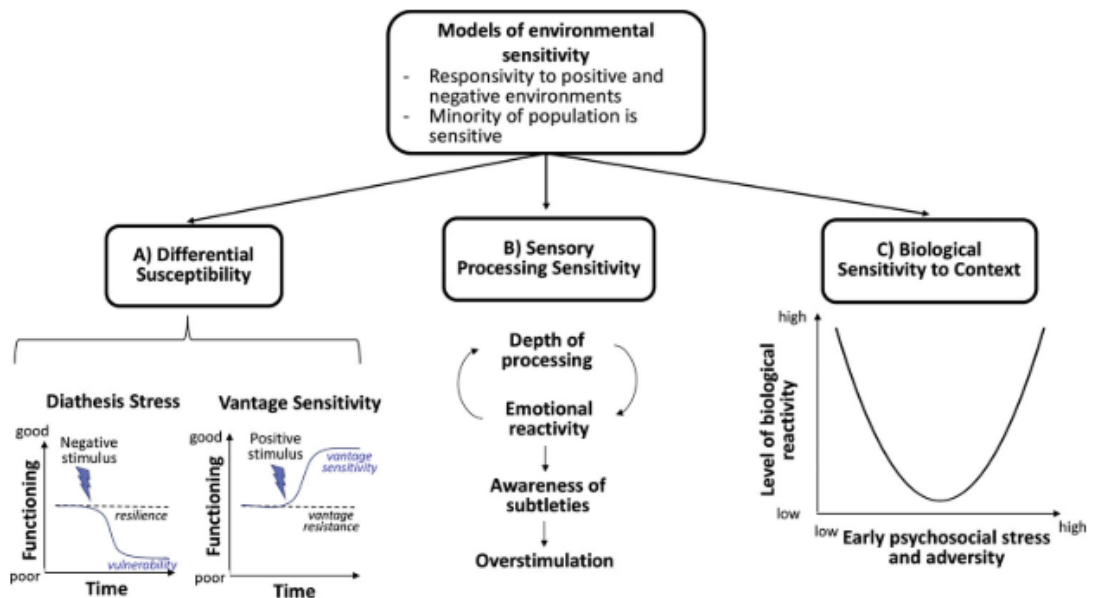 Models of environmental
sensitivity
- Responsivity to positive and
negative environments
- Minority of population is
sensitive
A) Differential
Susceptibility
B) Sensory
Processing Sensitivity
C) Biological
Sensitivity to Context
Diathesis Stress
good
Functioning
poor
Negative
stimulus
resilience
vulnerability
Time
Vantage Sensitivity
good
Functioning
poor
Positive
stimulus
vantage
sensitivity
vantage
resistance
Time
Depth of
processing
Emotional
reactivity
Awareness of
subtleties
Overstimulation
high
Level of biological
reactivity
low
low
high
Early psychosocial stress
and adversity